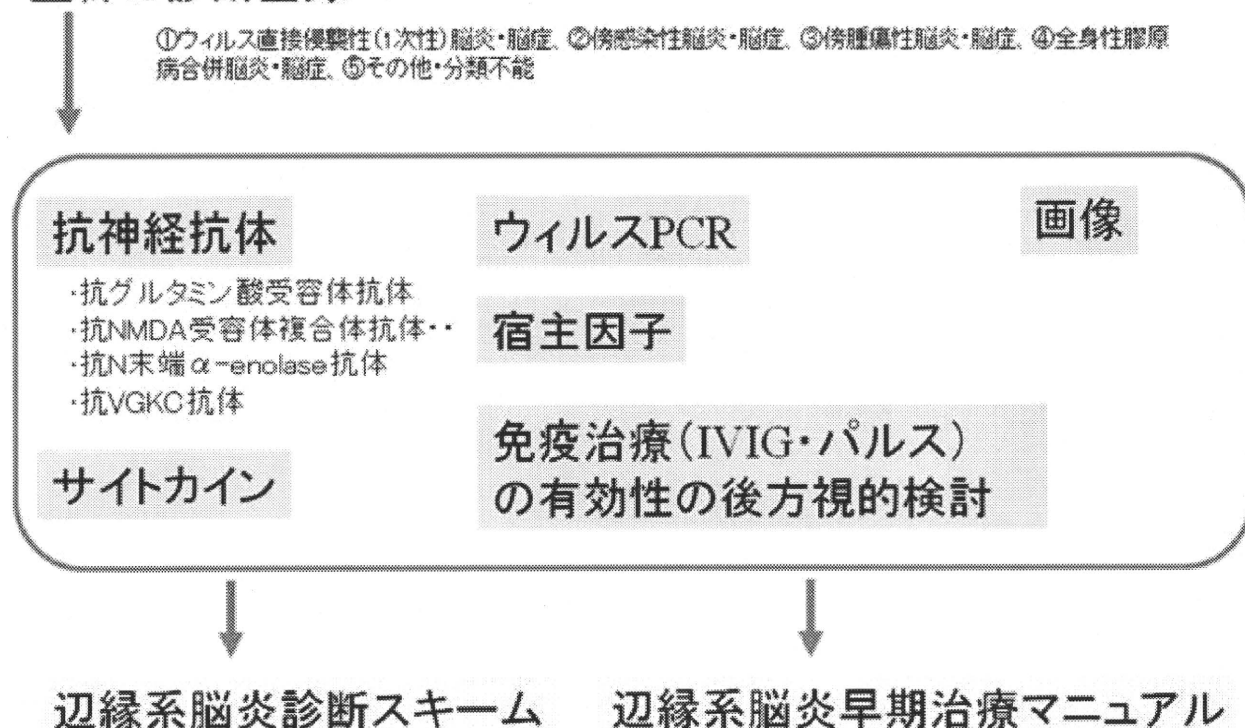 ①ウィルス直接侵襲性(1次性)脳炎・脳症、②傍感染性脳炎・脳症、③傍腫瘍性脳炎・脳症、④全身性膠原
病合併脳炎・脳症、⑤その他・分類不能
抗神経抗体
・抗グルタミン酸受容体抗体
・抗NMDA受容体複合体抗体・・
・抗N末端α-enolase抗体
・抗VGKC抗体
サイトカイン
ウィルスPCR
宿主因子
免疫治療(IVIG・パルス)
の有効性の後方視的検討
画像
辺縁系脳炎診断スキーム
辺縁系脳炎早期治療マニュアル